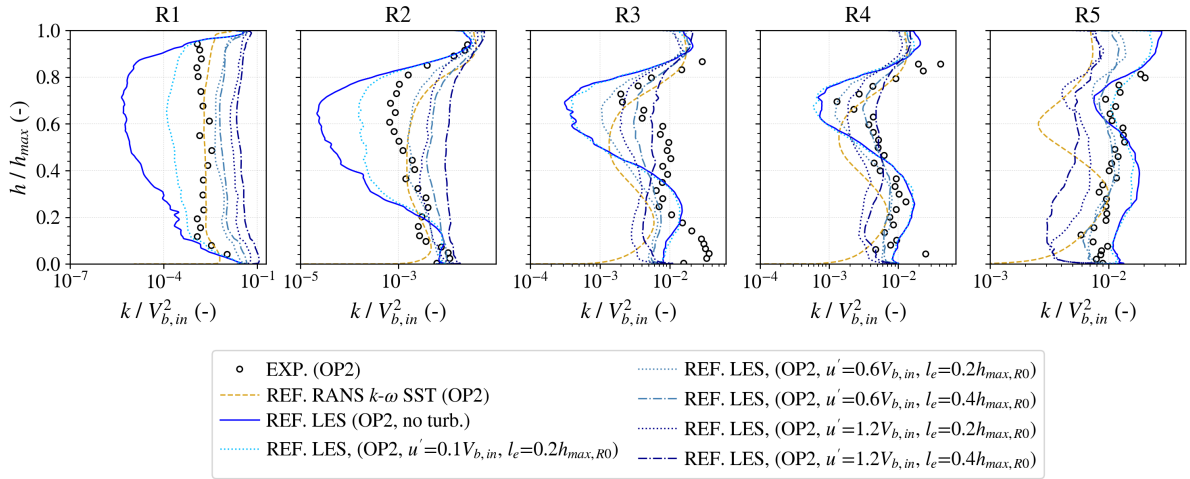 R1
R2
R3
R4
R5
h / h_max (-)
1.0
0.8
0.6
0.4
0.2
0.0
10^-7 10^-4 10^-1
10^-5 10^-3
10^-4 10^-3 10^-2
10^-4 10^-3 10^-2
10^-3 10^-2
k / V²_b,in (-)
k / V²_b,in (-)
k / V²_b,in (-)
k / V²_b,in (-)
k / V²_b,in (-)
EXP. (OP2)
REF. RANS k-ω SST (OP2)
REF. LES (OP2, no turb.)
REF. LES, (OP2, u′=0.1V_b,in, l_e=0.2h_max,R0)
REF. LES, (OP2, u′=0.6V_b,in, l_e=0.2h_max,R0)
REF. LES, (OP2, u′=0.6V_b,in, l_e=0.4h_max,R0)
REF. LES, (OP2, u′=1.2V_b,in, l_e=0.2h_max,R0)
REF. LES, (OP2, u′=1.2V_b,in, l_e=0.4h_max,R0)